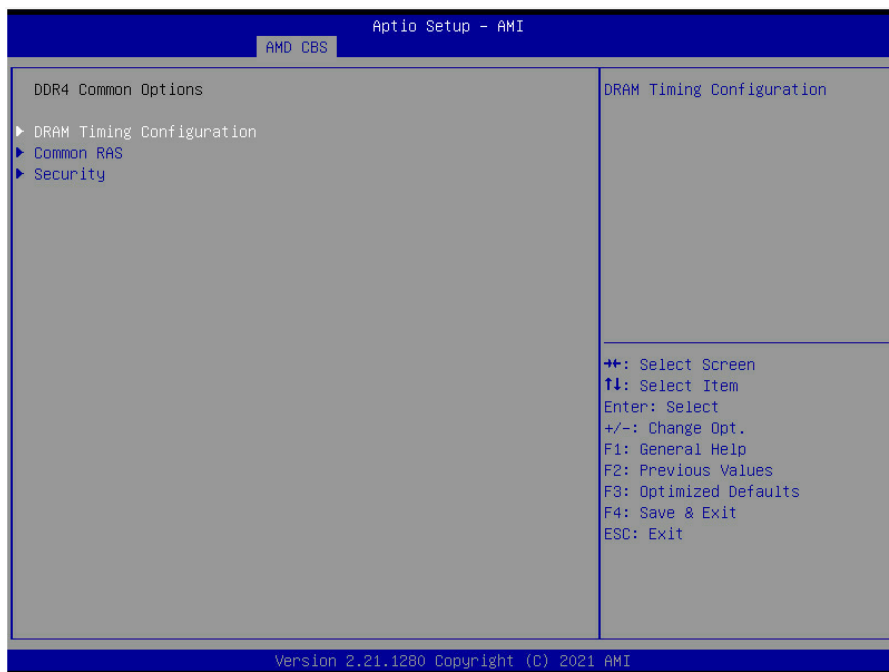 Aptio Setup – AMI
AMD CBS
DDR4 Common Options
DRAM Timing Configuration
Common RAS
Security
DRAM Timing Configuration
→←: Select Screen
↑↓: Select Item
Enter: Select
+/-: Change Opt.
F1: General Help
F2: Previous Values
F3: Optimized Defaults
F4: Save & Exit
ESC: Exit
Version 2.21.1280 Copyright (C) 2021 AMI